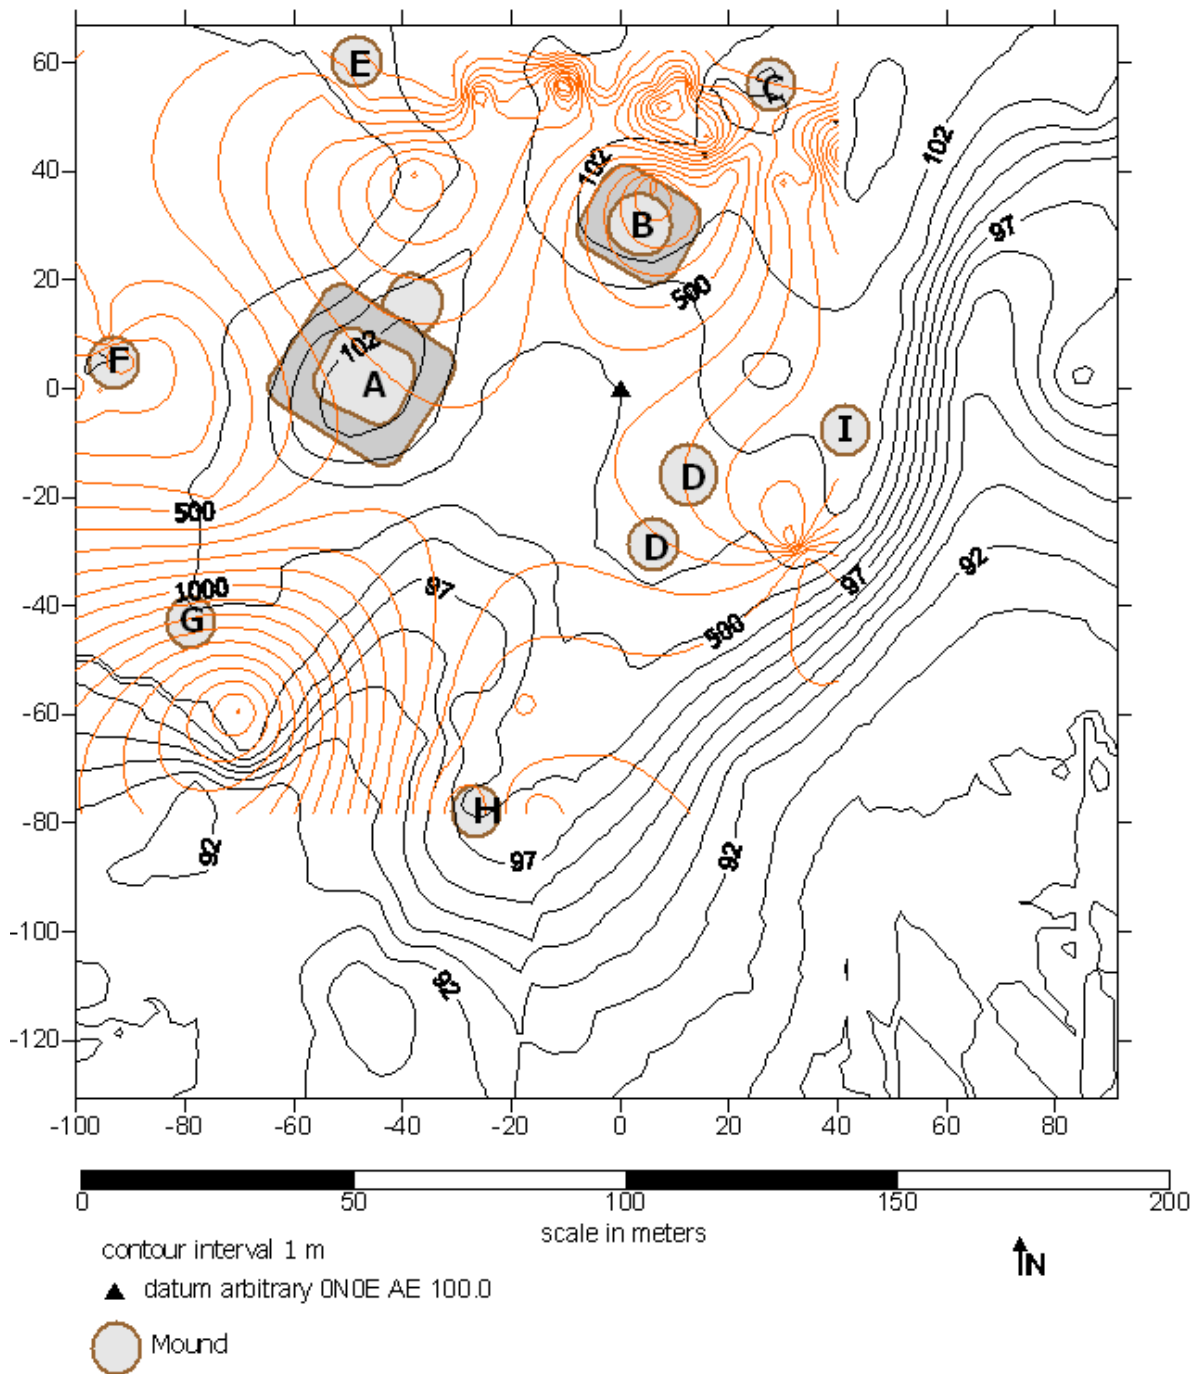 60
E
C
102
40
102
B
97
20
500
102
F
A
0
I
D
-20
500
D
92
97
1000
97
-40
G
500
-60
-80
H
92
92
97
-100
92
-120
-100 -80 -60 -40 -20 0 20 40 60 80
0 50 100 150 200
scale in meters
contour interval 1 m
N
datum arbitrary 0N0E AE 100.0
Mound